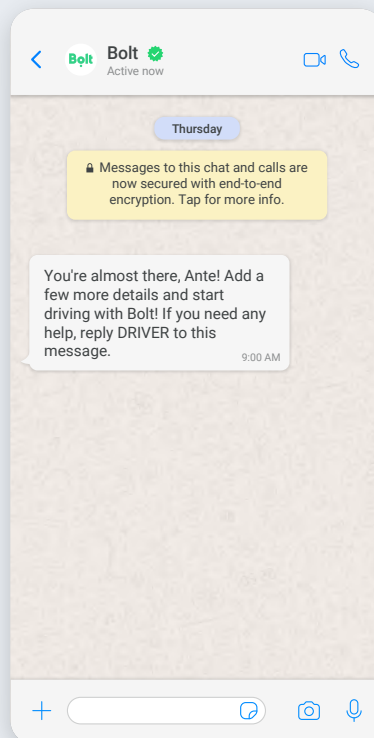 Bolt
Bolt
Active now
Thursday
Messages to this chat and calls are
now secured with end-to-end
encryption. Tap for more info.
You're almost there, Ante! Add a
few more details and start
driving with Bolt! If you need any
help, reply DRIVER to this
message.
9:00 AM